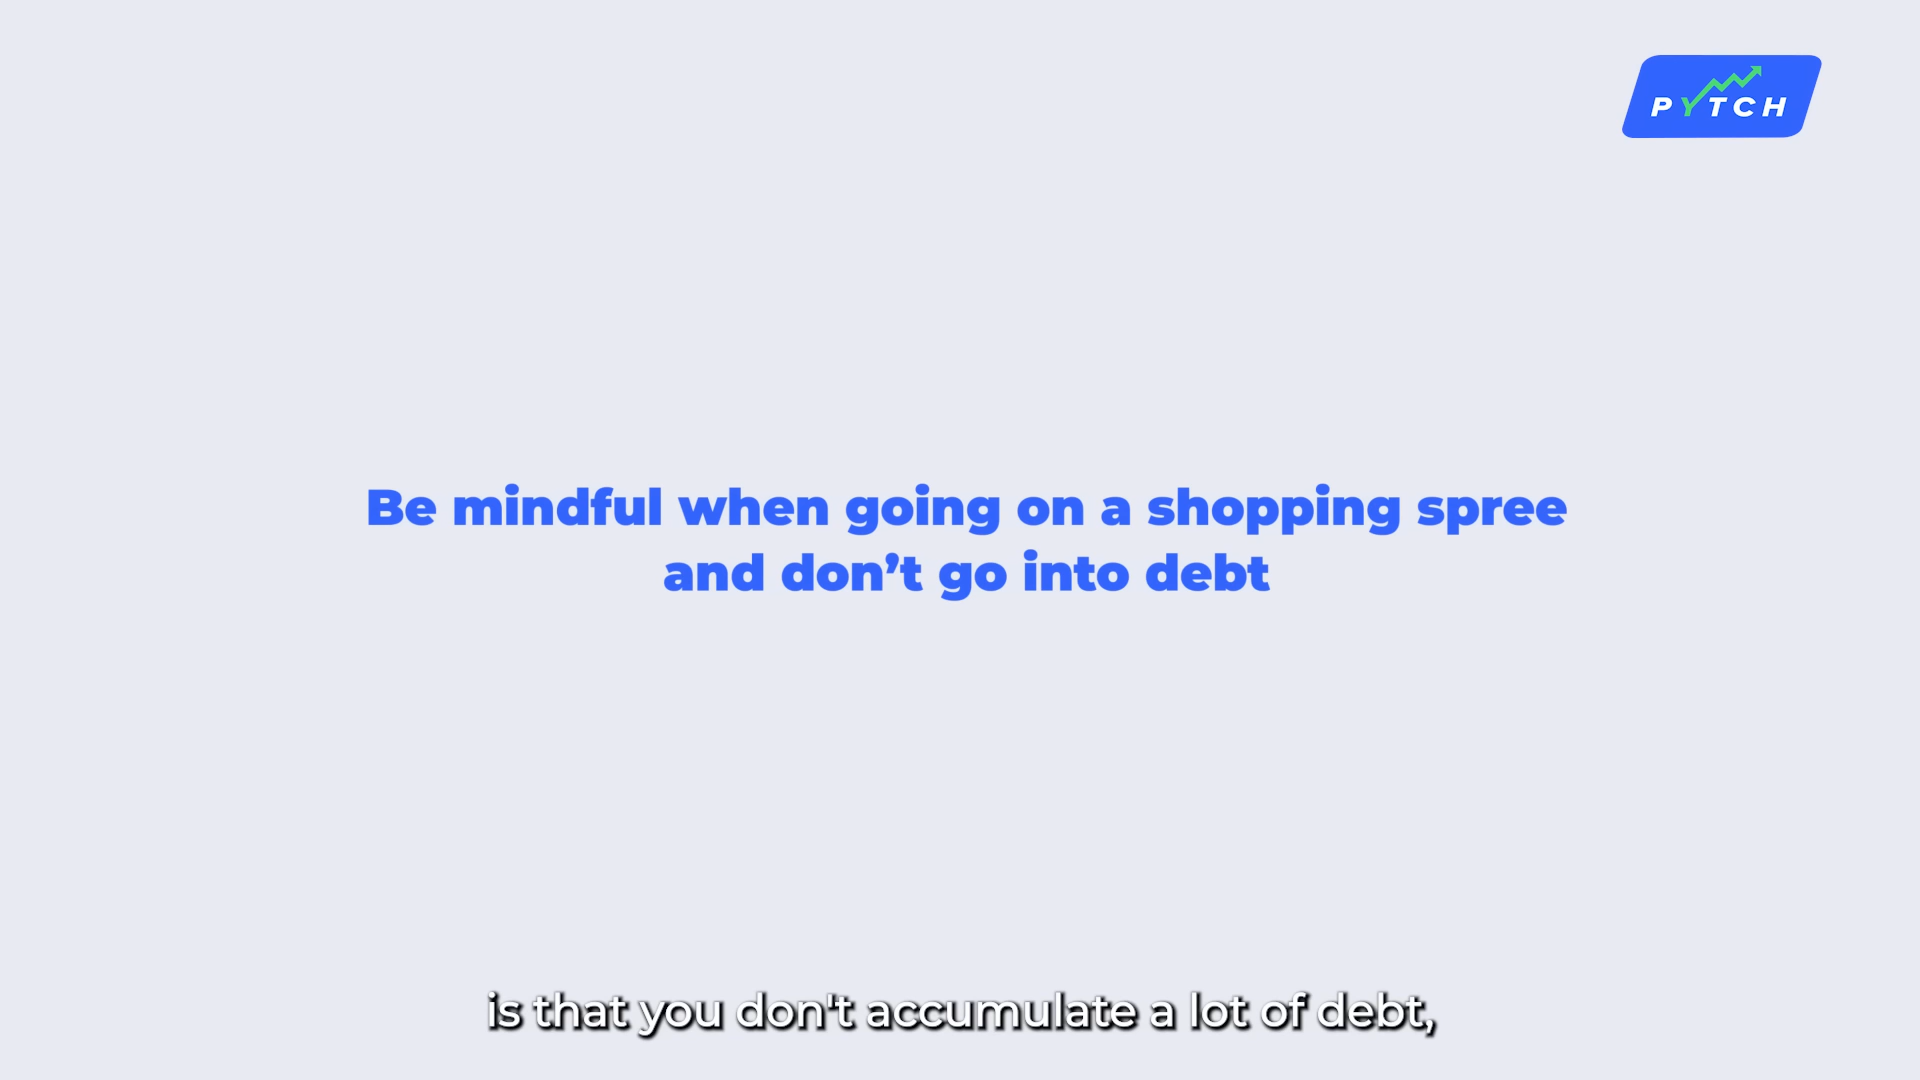 PYTCH
Be mindful when going on a shopping spree
and don’t go into debt
is that you don't accumulate a lot of debt,